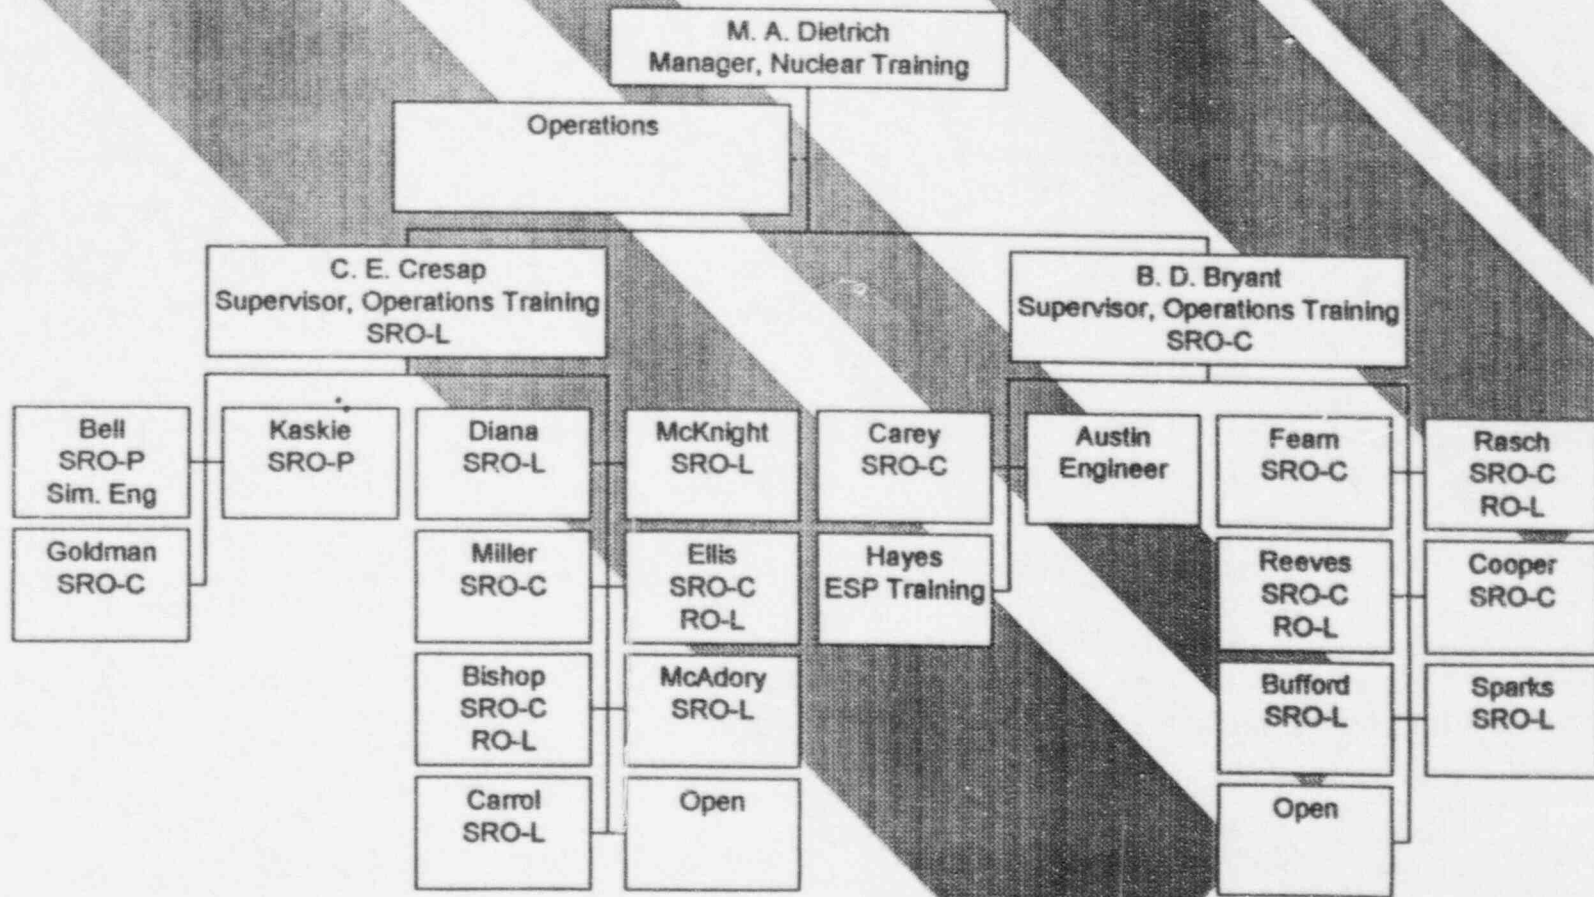 M. A. Dietrich
Manager, Nuclear Training
Operations
C. E. Cresap
Supervisor, Operations Training
SRO-L
B. D. Bryant
Supervisor, Operations Training
SRO-C
Bell
SRO-P
Sim. Eng
Kaskie
SRO-P
Diana
SRO-L
McKnight
SRO-L
Carey
SRO-C
Austin
Engineer
Fearn
SRO-C
Rasch
SRO-C
RO-L
Goldman
SRO-C
Miller
SRO-C
Ellis
SRO-C
RO-L
Hayes
ESP Training
Reeves
SRO-C
RO-L
Cooper
SRO-C
Bishop
SRO-C
RO-L
McAdory
SRO-L
Bufford
SRO-L
Sparks
SRO-L
Carrol
SRO-L
Open
Open